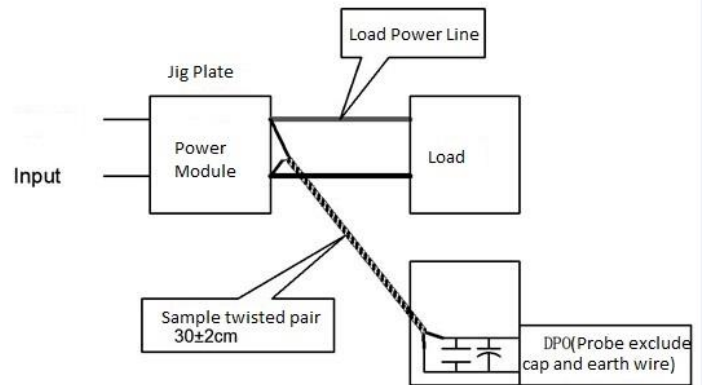 Load Power Line
Jig Plate
Power
Module
Load
Input
Sample twisted pair
30±2cm
DPO(Probe exclude
cap and earth wire)